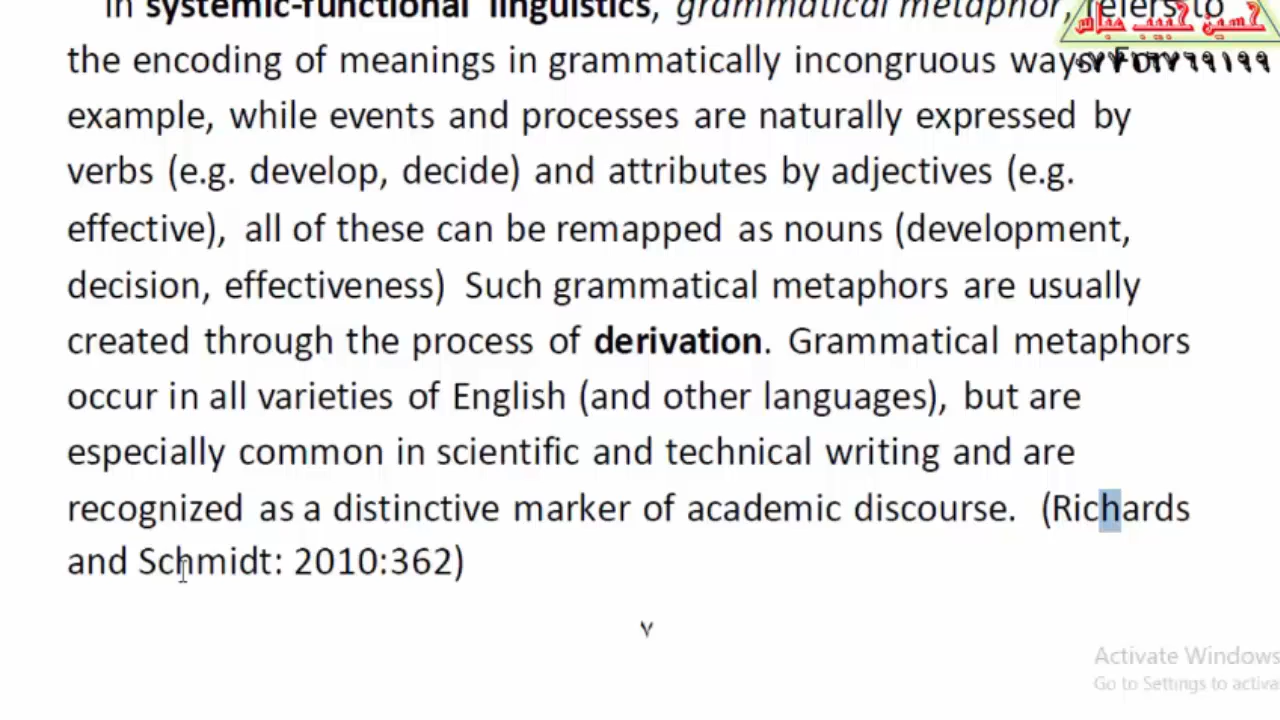 In systemic-functional linguistics, grammatical metaphor, refers to
حسين حبيب عباس
the encoding of meanings in grammatically incongruous ways. For
example, while events and processes are naturally expressed by
verbs (e.g. develop, decide) and attributes by adjectives (e.g.
effective), all of these can be remapped as nouns (development,
decision, effectiveness) Such grammatical metaphors are usually
created through the process of derivation. Grammatical metaphors
occur in all varieties of English (and other languages), but are
especially common in scientific and technical writing and are
recognized as a distinctive marker of academic discourse. (Richards
and Schmidt: 2010:362)
٧
Activate Windows
Go to Settings to activa